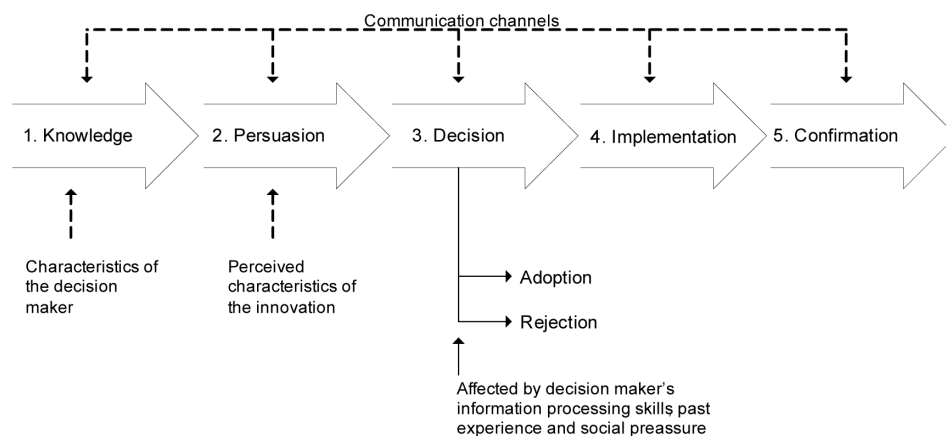 Communication channels
1. Knowledge
2. Persuasion
3. Decision
4. Implementation
5. Confirmation
Characteristics of
the decision
maker
Perceived
characteristics of
the innovation
Adoption
Rejection
Affected by decision maker's
information processing skills past
experience and social preassure